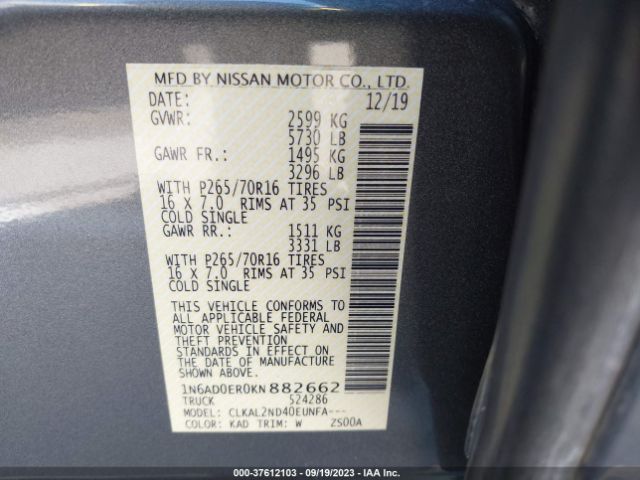 MFD BY NISSAN MOTOR CO., LTD.
DATE: 12/19
GVWR: 2599 KG
5730 LB
GAWR FR.: 1495 KG
3296 LB
WITH P265/70R16 TIRES
16 X 7.0 RIMS AT 35 PSI
COLD SINGLE
GAWR RR.: 1511 KG
3331 LB
WITH P265/70R16 TIRES
16 X 7.0 RIMS AT 35 PSI
COLD SINGLE
THIS VEHICLE CONFORMS TO
ALL APPLICABLE FEDERAL
MOTOR VEHICLE SAFETY AND
THEFT PREVENTION
STANDARDS IN EFFECT ON
THE DATE OF MANUFACTURE
SHOWN ABOVE.
1N6AD0ER0KN882662
TRUCK 524286
MODEL: CLKAL2ND40EUNFA---
COLOR: KAD TRIM: W ZS00A
000-37612103 - 09/19/2023 - IAA Inc.